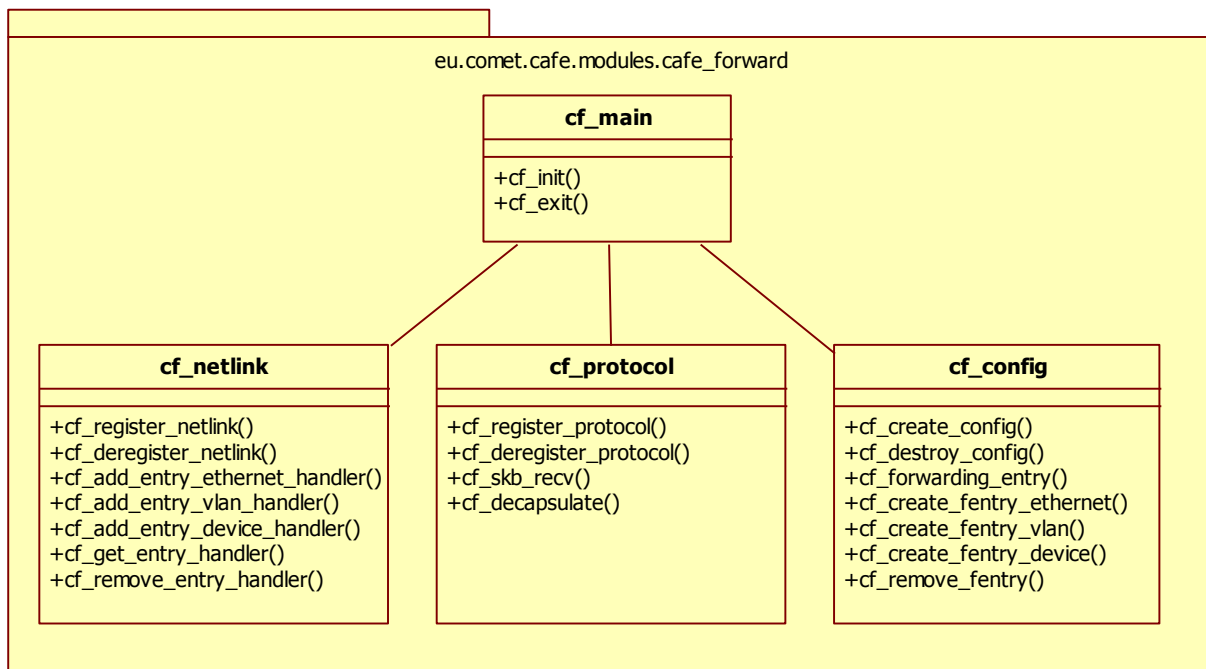 eu.comet.cafe.modules.cafe_forward
cf_main
+cf_init()
+cf_exit()
cf_netlink
+cf_register_netlink()
+cf_deregister_netlink()
+cf_add_entry_ethernet_handler()
+cf_add_entry_vlan_handler()
+cf_add_entry_device_handler()
+cf_get_entry_handler()
+cf_remove_entry_handler()
cf_protocol
+cf_register_protocol()
+cf_deregister_protocol()
+cf_skb_recv()
+cf_decapsulate()
cf_config
+cf_create_config()
+cf_destroy_config()
+cf_forwarding_entry()
+cf_create_fentry_ethernet()
+cf_create_fentry_vlan()
+cf_create_fentry_device()
+cf_remove_fentry()